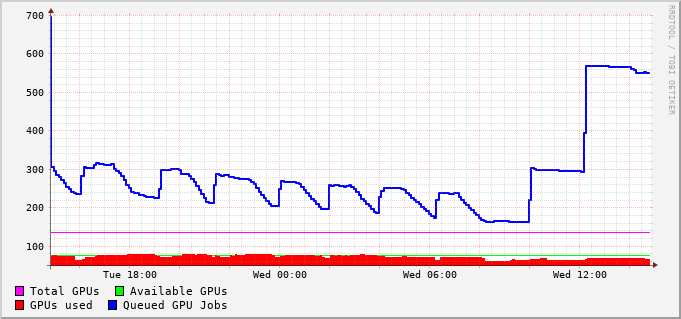 700
600
500
400
300
200
100
Tue 18:00 Wed 00:00 Wed 06:00 Wed 12:00
Total GPUs Available GPUs
GPUs used Queued GPU Jobs
RRDTOOL / TOBI OETIKER